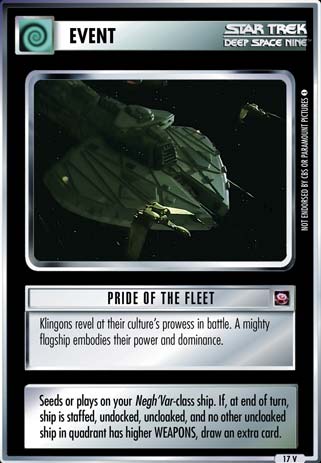 EVENT
STAR TREK
DEEP SPACE NINE
NOT ENDORSED BY CBS OR PARAMOUNT PICTURES
PRIDE OF THE FLEET
Klingons revel at their culture's prowess in battle. A mighty
flagship embodies their power and dominance.
Seeds or plays on your Negh'Var-class ship. If, at end of turn,
ship is staffed, undocked, uncloaked, and no other uncloaked
ship in quadrant has higher WEAPONS, draw an extra card.
17 V